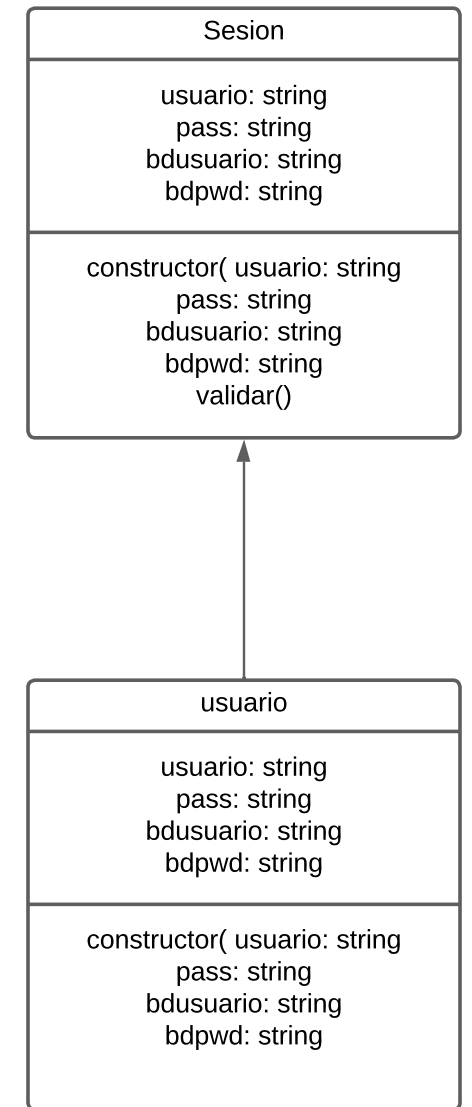 Sesion
usuario: string
pass: string
bdusuario: string
bdpwd: string
constructor( usuario: string
pass: string
bdusuario: string
bdpwd: string
validar()
usuario
usuario: string
pass: string
bdusuario: string
bdpwd: string
constructor( usuario: string
pass: string
bdusuario: string
bdpwd: string